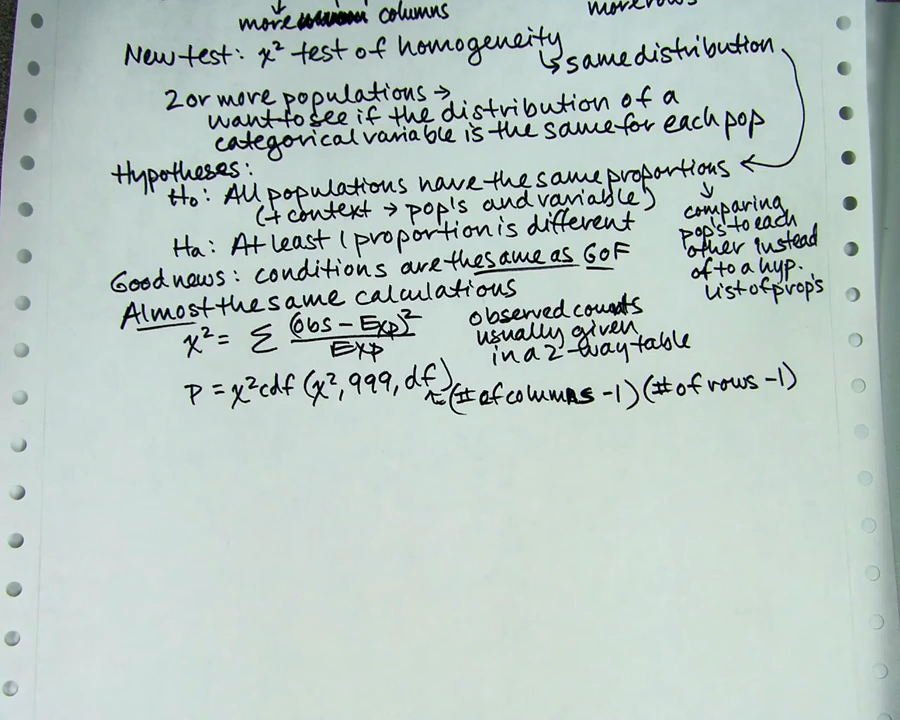 more columns
more rows
New test: χ² test of homogeneity
↳ same distribution
2 or more populations →
want to see if the distribution of a
categorical variable is the same for each pop
Hypotheses:
Ho: All populations have the same proportions
(+ context → pop's and variable)
Ha: At least 1 proportion is different
comparing
pop's to each
other instead
of to a hyp.
list of prop's
Good news: conditions are the same as GoF
Almost the same calculations
χ² = Σ (Obs - Exp)² / Exp
observed counts
usually given
in a 2-way table
P = χ²cdf (χ², 999, df)
(# of columns -1) (# of rows -1)